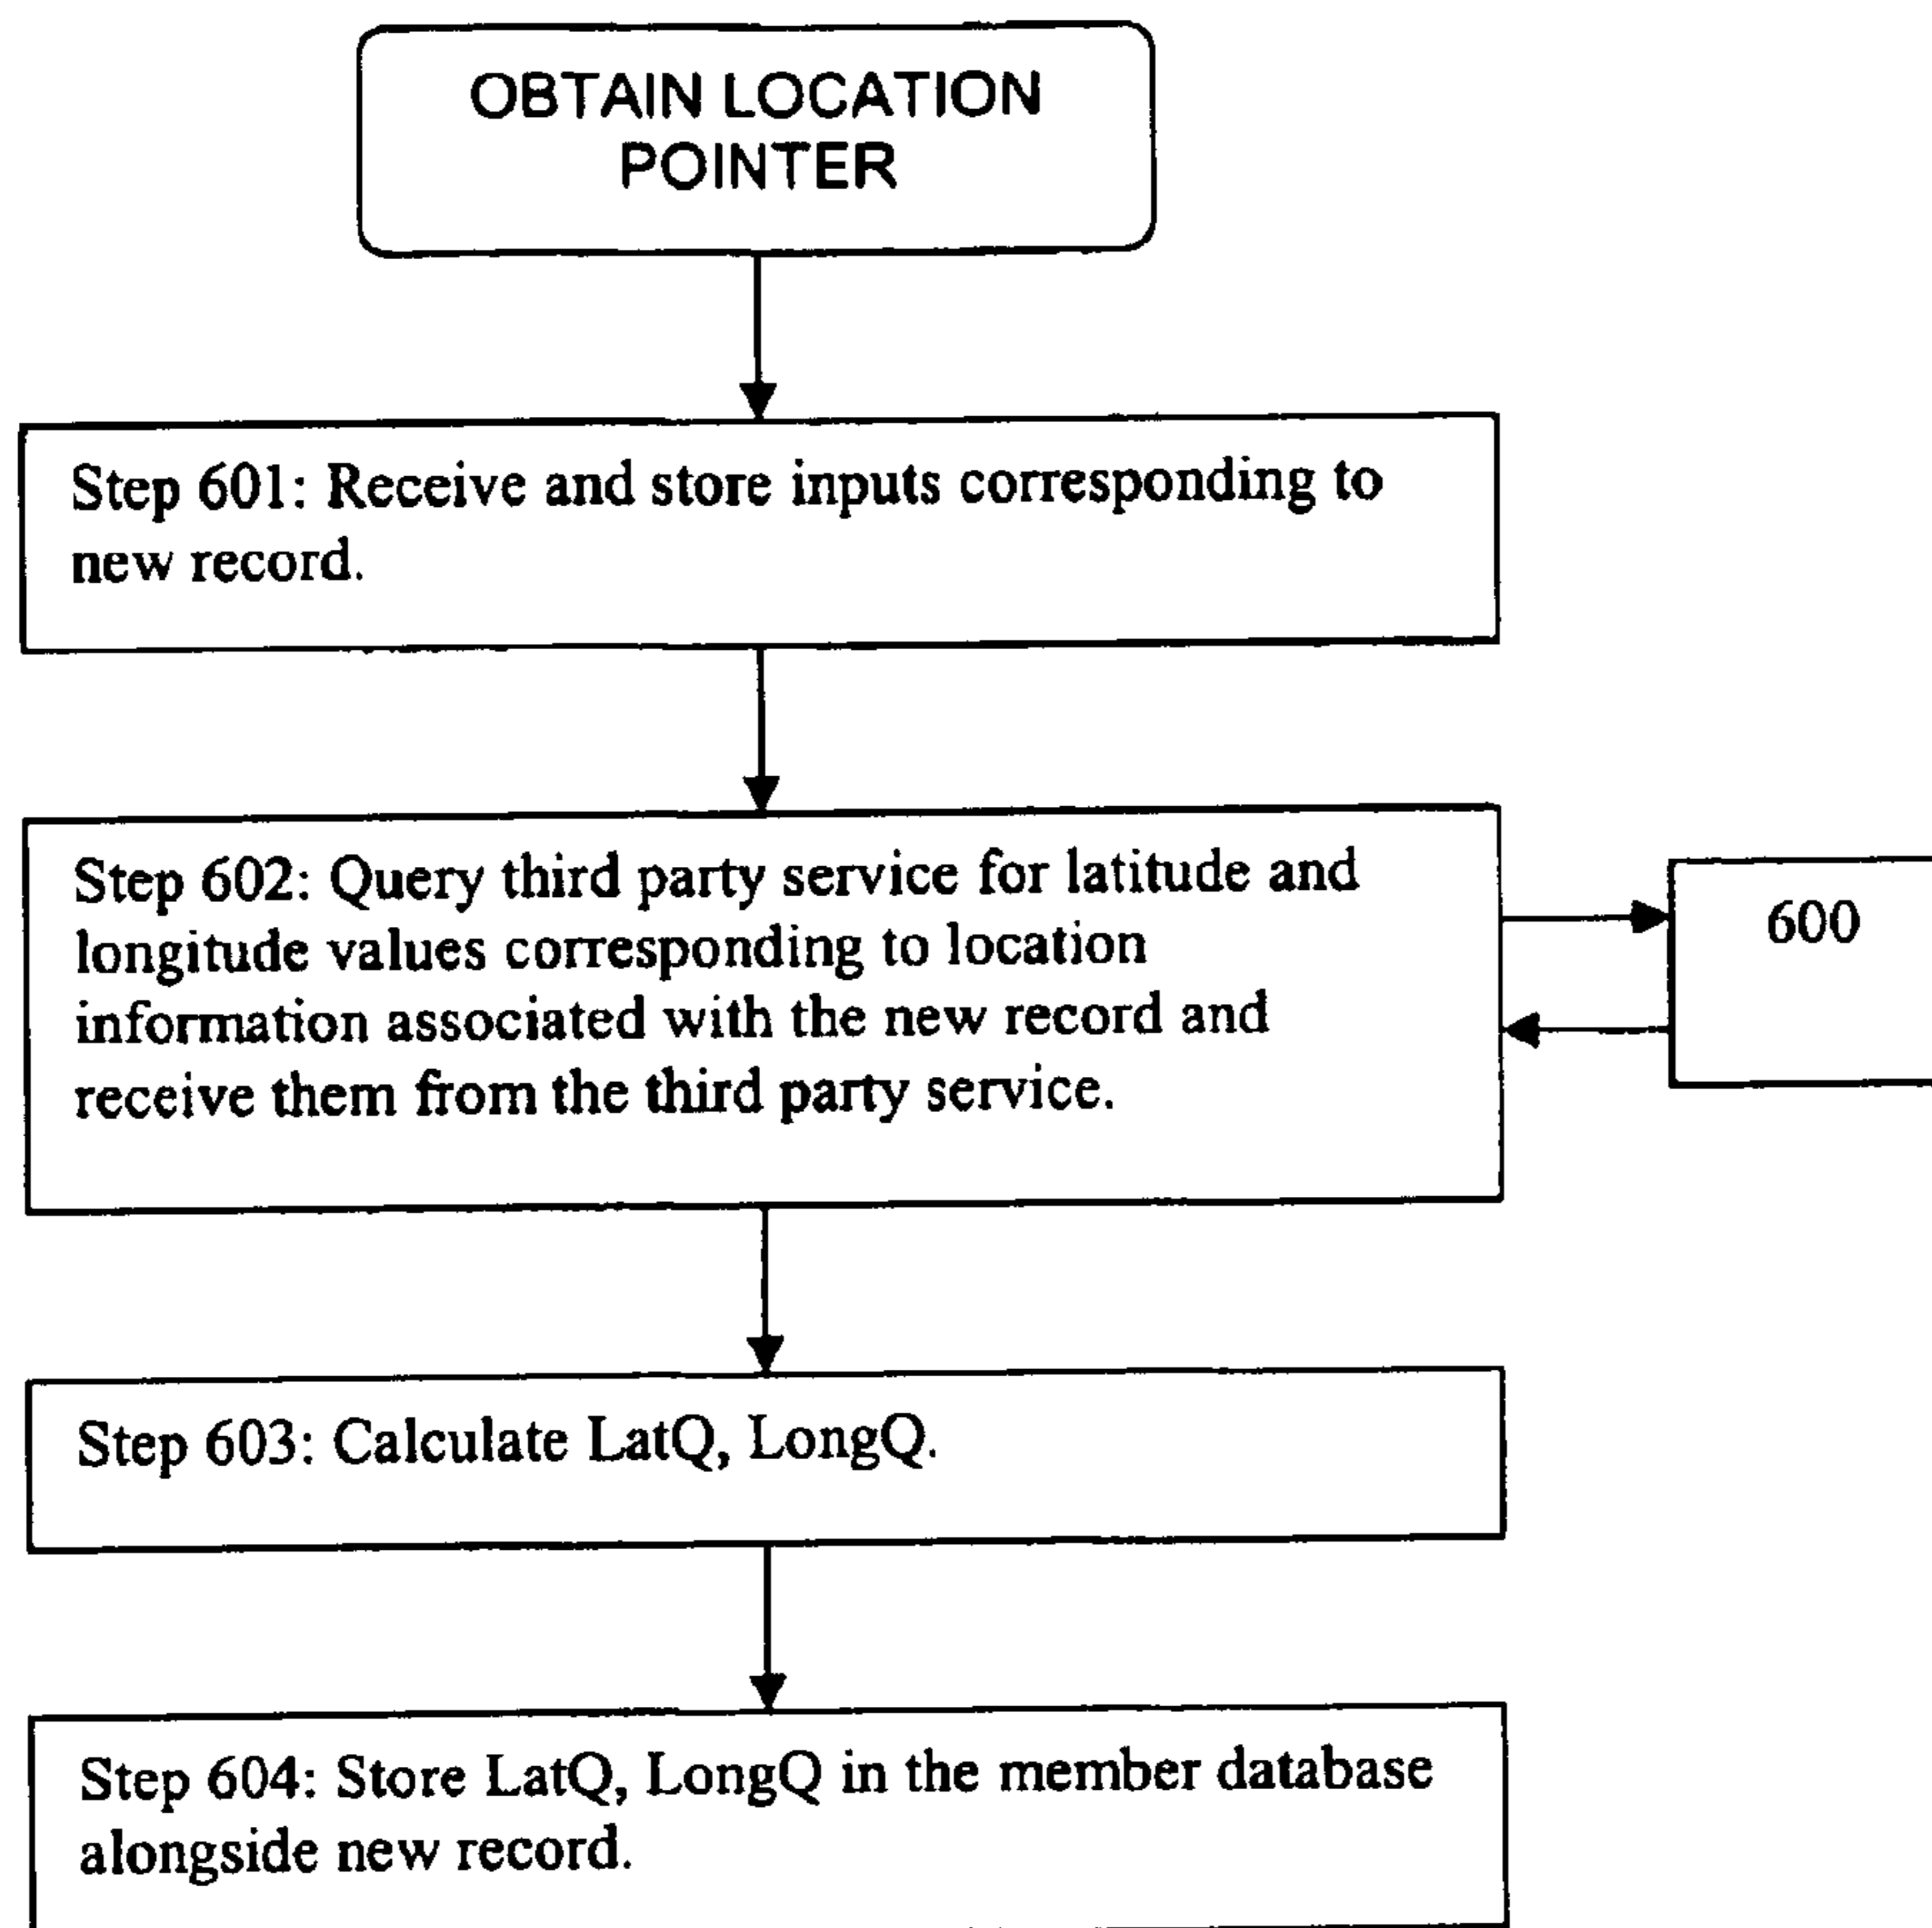 OBTAIN LOCATION
POINTER
Step 601: Receive and store inputs corresponding to
new record.
Step 602: Query third party service for latitude and
longitude values corresponding to location
information associated with the new record and
receive them from the third party service.
600
Step 603: Calculate LatQ, LongQ.
Step 604: Store LatQ, LongQ in the member database
alongside new record.